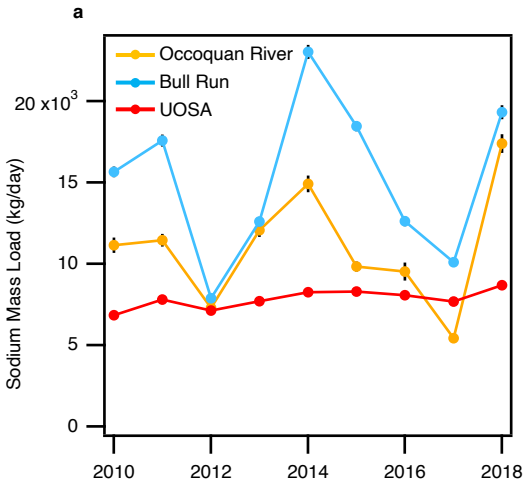 a
Occoquan River
Bull Run
UOSA
20 x10³
15
10
5
0
Sodium Mass Load (kg/day)
2010 2012 2014 2016 2018